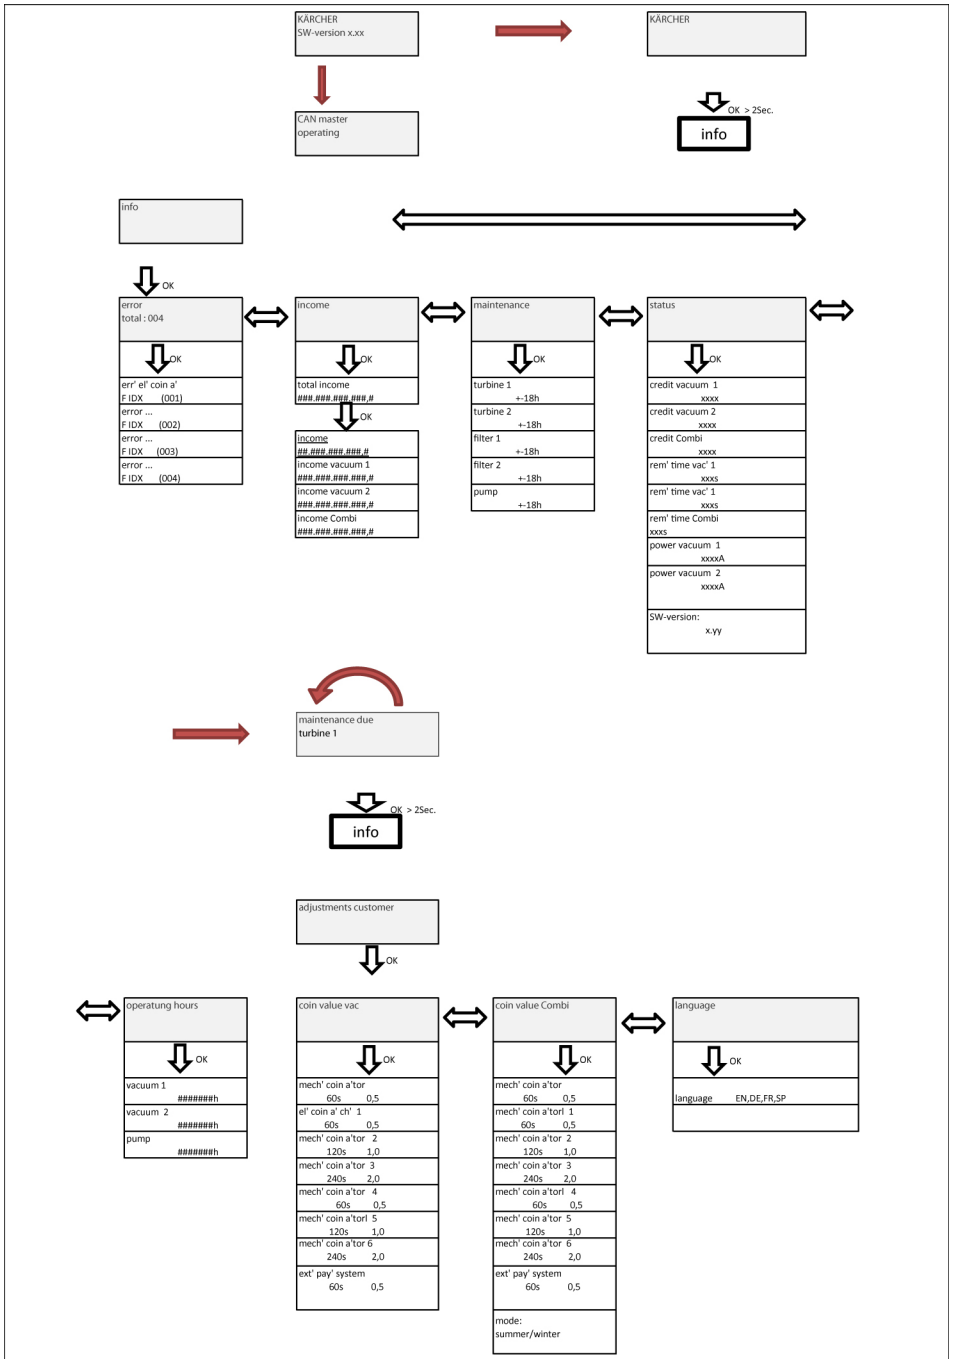 KÄRCHER
SW-version x.xx
KÄRCHER
CAN master
operating
OK > 2Sec.
info
info
OK
error
total : 004
OK
err' el' coin a'
F IDX (001)
error ...
F IDX (002)
error ...
F IDX (003)
error ...
F IDX (004)
income
OK
total income
###.###.###.###,#
OK
income
##.###.###.###,#
income vacuum 1
###.###.###.###,#
income vacuum 2
###.###.###.###,#
income Combi
###.###.###.###,#
maintenance
turbine 1
+-18h
turbine 2
+-18h
filter 1
+-18h
filter 2
+-18h
pump
+-18h
status
OK
credit vacuum 1
xxxx
credit vacuum 2
xxxx
credit Combi
xxxx
rem' time vac' 1
xxxs
rem' time vac' 1
xxxs
rem' time Combi
xxxs
power vacuum 1
xxxxA
power vacuum 2
xxxxA
SW-version:
x.yy
maintenance due
turbine 1
OK > 2Sec.
info
adjustments customer
OK
operatung hours
OK
vacuum 1
#######h
vacuum 2
#######h
pump
#######h
coin value vac
OK
mech' coin a'tor
60s 0,5
el' coin a' ch' 1
60s 0,5
mech' coin a'tor 2
120s 1,0
mech' coin a'tor 3
240s 2,0
mech' coin a'tor 4
60s 0,5
mech' coin a'torl 5
120s 1,0
mech' coin a'tor 6
240s 2,0
ext' pay' system
60s 0,5
coin value Combi
OK
mech' coin a'tor
60s 0,5
mech' coin a'torl 1
60s 0,5
mech' coin a'tor 2
120s 1,0
mech' coin a'tor 3
240s 2,0
mech' coin a'torl 4
60s 0,5
mech' coin a'tor 5
120s 1,0
mech' coin a'tor 6
240s 2,0
ext' pay' system
60s 0,5
mode:
summer/winter
language
OK
language EN,DE,FR,SP